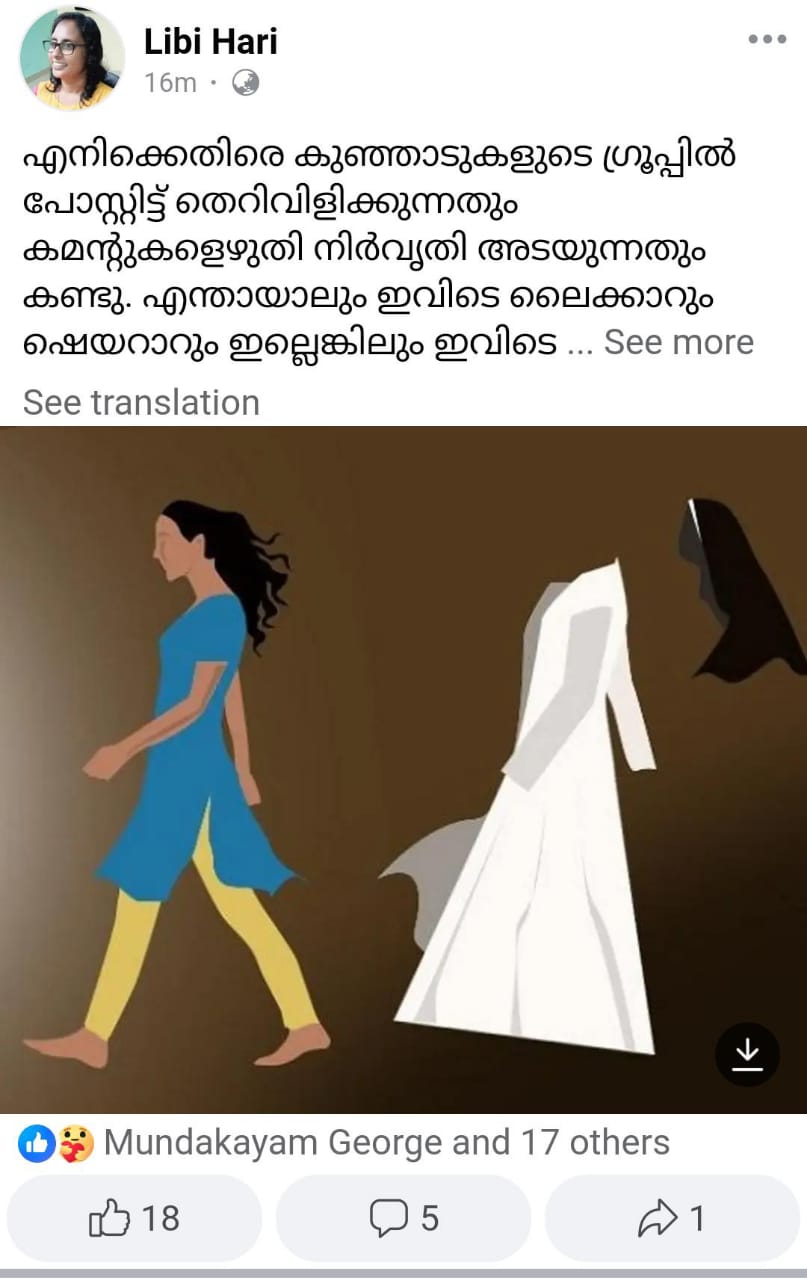 Libi Hari
16m ·
എനിക്കെതിരെ കുഞ്ഞാടുകളുടെ ഗ്രൂപ്പിൽ
പോസ്റ്റിട്ട് തെറിവിളിക്കുന്നതും
കമന്റുകളെഴുതി നിർവൃതി അടയുന്നതും
കണ്ടു. എന്തായാലും ഇവിടെ ലൈക്കാറും
ഷെയറാറും ഇല്ലെങ്കിലും ഇവിടെ ... See more
See translation
Mundakayam George and 17 others
18 5 1